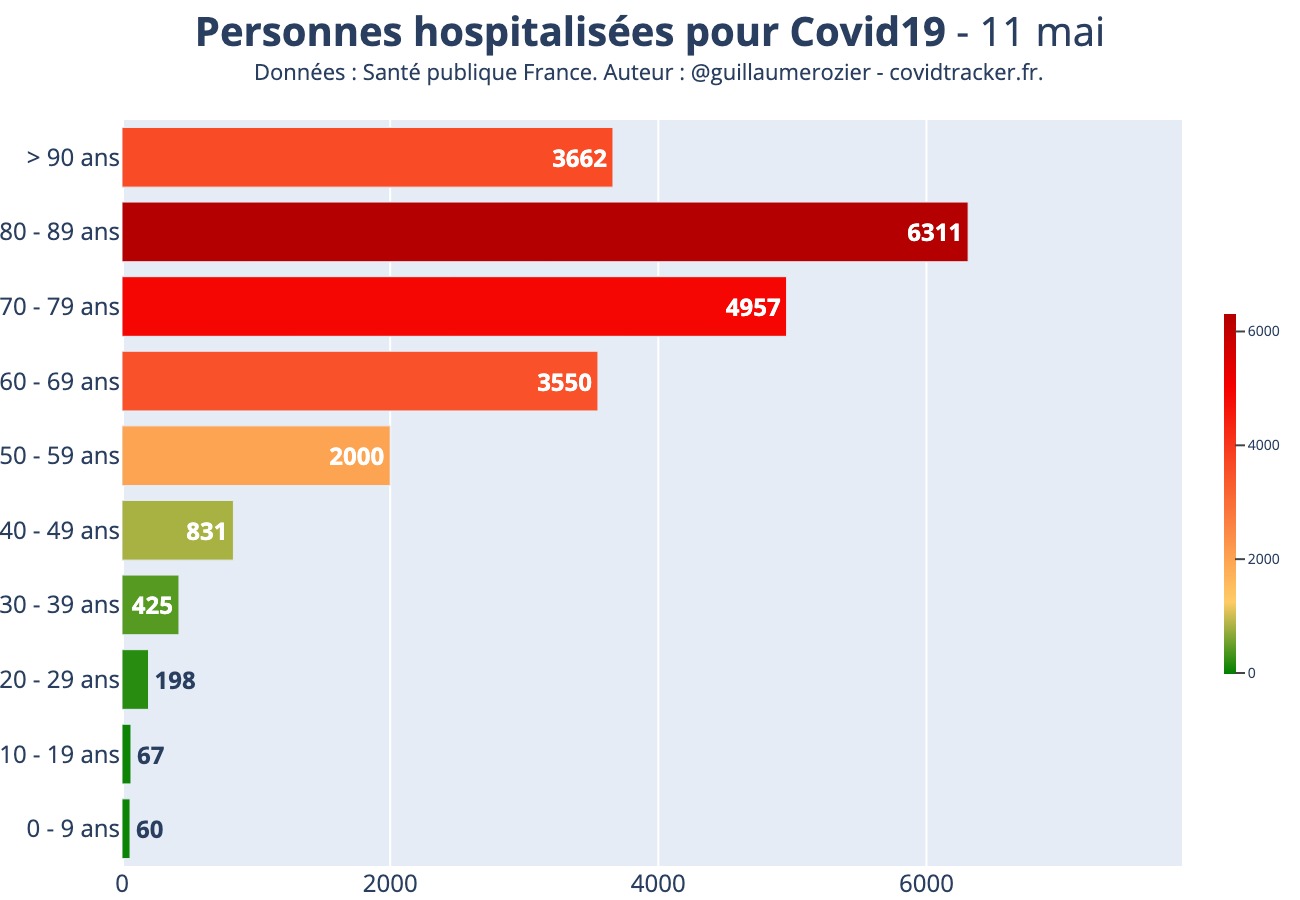 Personnes hospitalisées pour Covid19 - 11 mai
Données : Santé publique France. Auteur : @guillaumerozier - covidtracker.fr.
> 90 ans 3662
80 - 89 ans 6311
70 - 79 ans 4957
60 - 69 ans 3550
50 - 59 ans 2000
40 - 49 ans 831
30 - 39 ans 425
20 - 29 ans 198
10 - 19 ans 67
0 - 9 ans 60
0 2000 4000 6000
6000
4000
2000
0